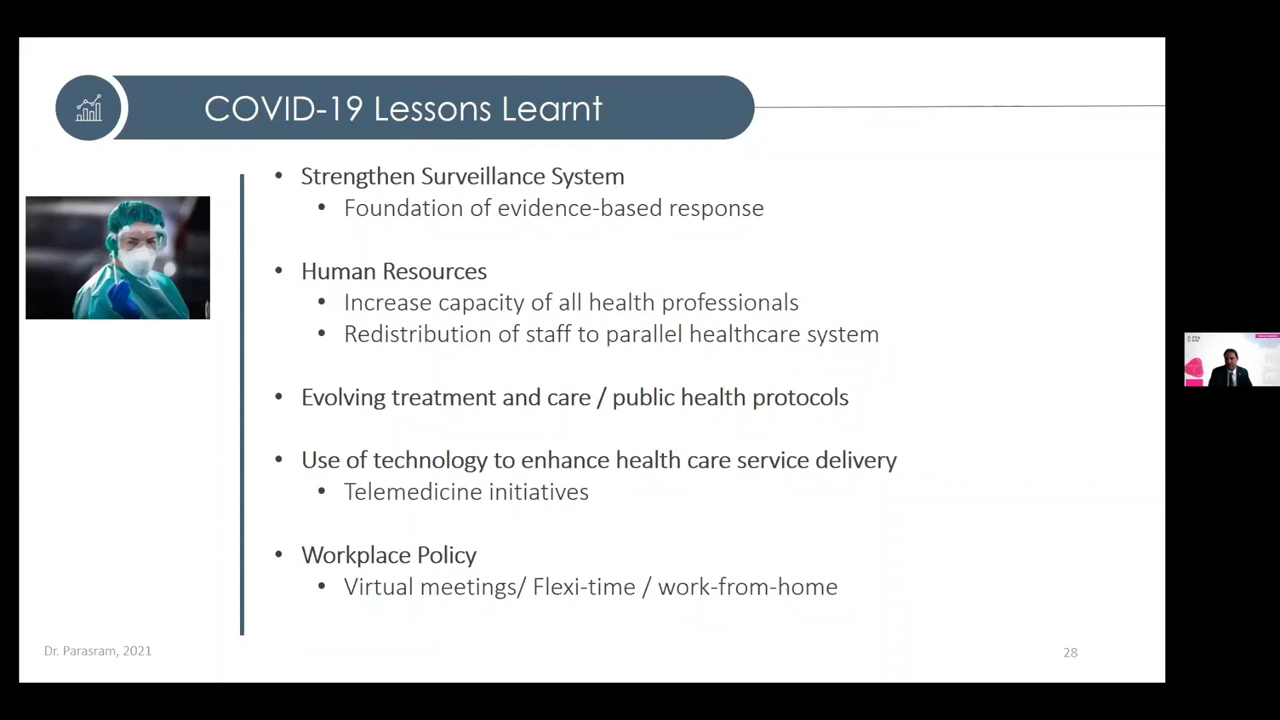 COVID-19 Lessons Learnt
• Strengthen Surveillance System
• Foundation of evidence-based response
• Human Resources
• Increase capacity of all health professionals
• Redistribution of staff to parallel healthcare system
• Evolving treatment and care / public health protocols
• Use of technology to enhance health care service delivery
• Telemedicine initiatives
• Workplace Policy
• Virtual meetings/ Flexi-time / work-from-home
Dr. Parasram, 2021
28